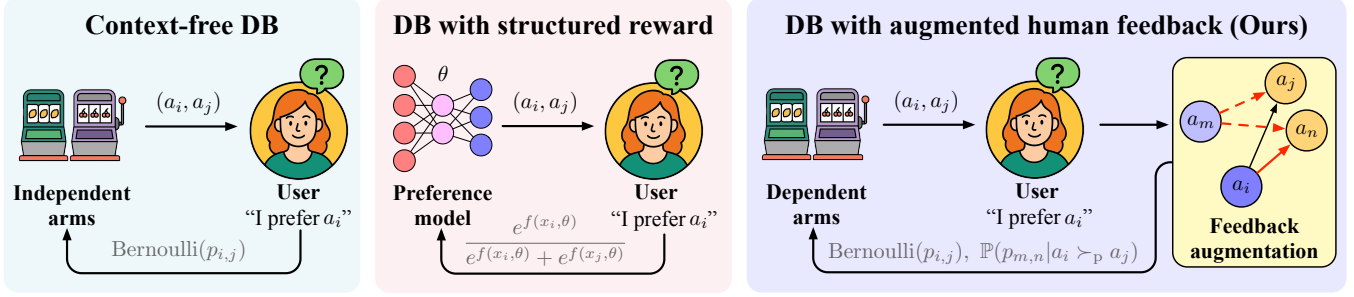 Context-free DB
(a_i, a_j)
?
Independent
arms
User
“I prefer a_i”
Bernoulli(p_{i,j})
DB with structured reward
θ
(a_i, a_j)
?
Preference
model
User
“I prefer a_i”
e^{f(x_i,θ)}
e^{f(x_i,θ)} + e^{f(x_j,θ)}
DB with augmented human feedback (Ours)
(a_i, a_j)
?
Dependent
arms
User
“I prefer a_i”
Bernoulli(p_{i,j}), ℙ(p_{m,n}|a_i ≻_p a_j)
a_j
a_m
a_n
a_i
Feedback
augmentation